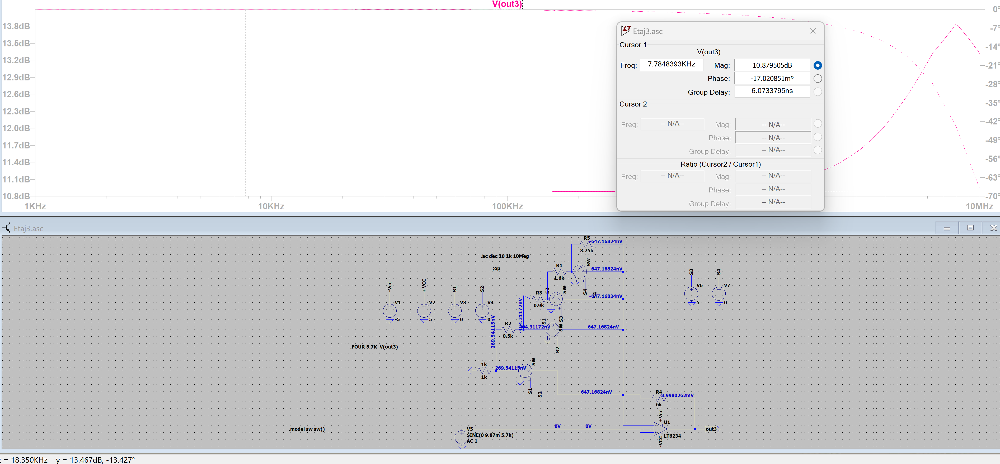 V(out3)
13.8dB
13.5dB
13.2dB
12.9dB
12.6dB
12.3dB
12.0dB
11.7dB
11.4dB
11.1dB
10.8dB
0°
-7°
-14°
-21°
-28°
-35°
-42°
-49°
-56°
-63°
-70°
1KHz 10KHz 100KHz 10MHz
Etaj3.asc
Cursor 1
V(out3)
Freq: 7.7848393KHz Mag: 10.879505dB
Phase: -17.020851m°
Group Delay: 6.0733795ns
Cursor 2
Freq: -- N/A-- Mag: -- N/A--
Phase: -- N/A--
Group Delay: -- N/A--
Ratio (Cursor2 / Cursor1)
Freq: -- N/A-- Mag: -- N/A--
Phase: -- N/A--
Group Delay: -- N/A--
Etaj3.asc
R5
-647.16824nV
3.75k
.ac dec 10 1k 10Meg
;op
R1
1.6k
SW
-647.16824nV
S4
R3
0.9k
S3
SW
-647.16824nV
S3
-Vcc
V1
-5
+VCC
V2
5
S1
V3
0
S2
V4
0
S3
V6
5
S4
V7
0
-269.54115nV
R2
0.5k
S1
SW
-647.16824nV
S2
.FOUR 5.7K V(out3)
1k
1k
-269.54115nV
SW
S1
S2
-647.16824nV
R4
8.9980262mV
6k
+Vcc
U1
LT6234
-VCC
out3
0V 0V
.model sw sw()
V5
SINE(0 9.87m 5.7k)
AC 1
= 18.350KHz y = 13.467dB, -13.427°